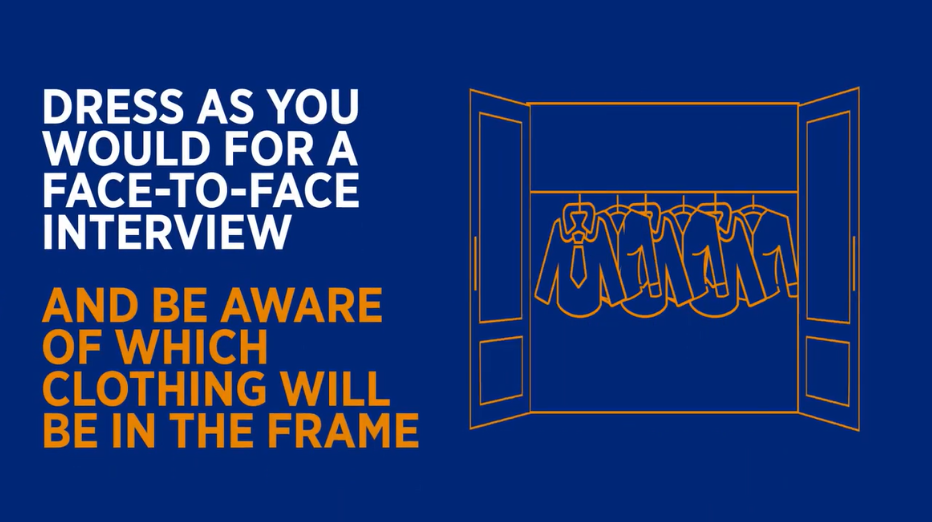 DRESS AS YOU
WOULD FOR A
FACE-TO-FACE
INTERVIEW
AND BE AWARE
OF WHICH
CLOTHING WILL
BE IN THE FRAME